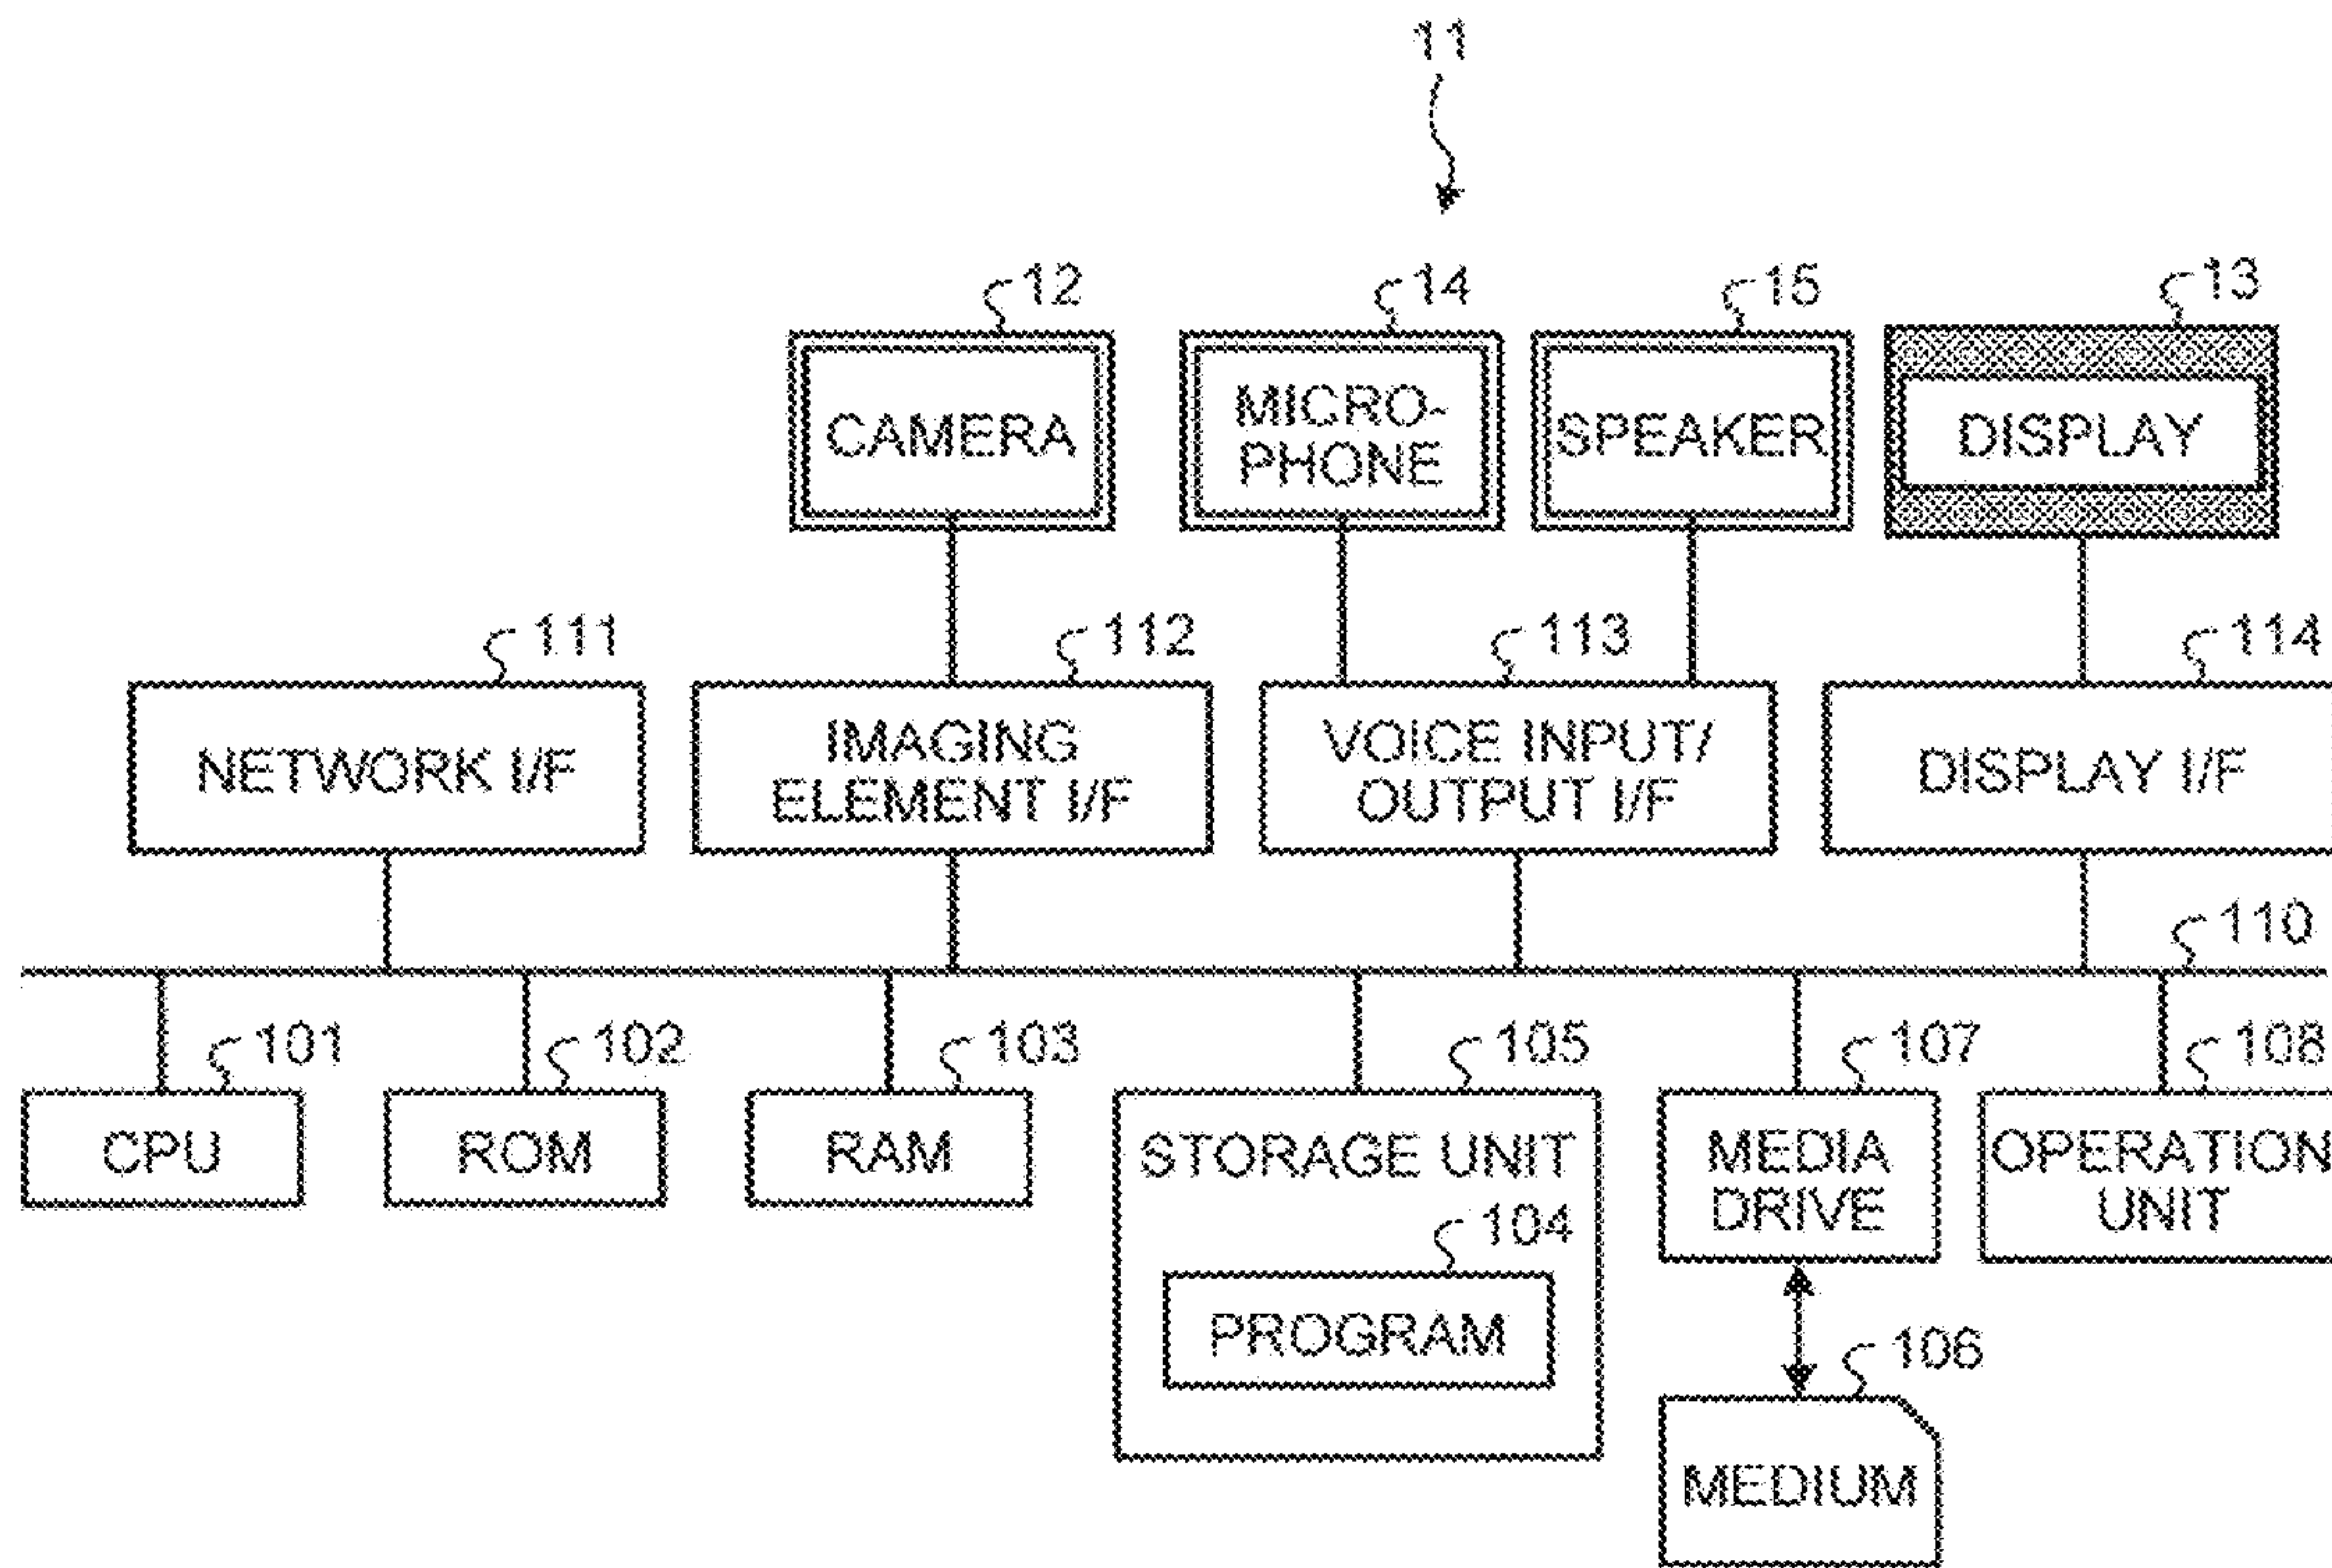 11
12
14
15
13
CAMERA
MICRO-
PHONE
SPEAKER
DISPLAY
111
112
113
114
NETWORK I/F
IMAGING
ELEMENT I/F
VOICE INPUT/
OUTPUT I/F
DISPLAY I/F
110
101
102
103
105
107
108
CPU
ROM
RAM
STORAGE UNIT
MEDIA
DRIVE
OPERATION
UNIT
104
PROGRAM
106
MEDIUM